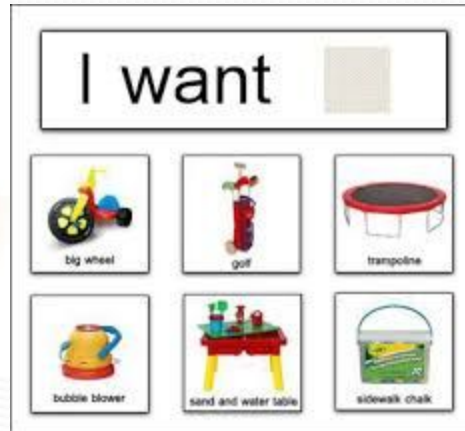 I want
big wheel
golf
trampoline
bubble blower
sand and water table
sidewalk chalk